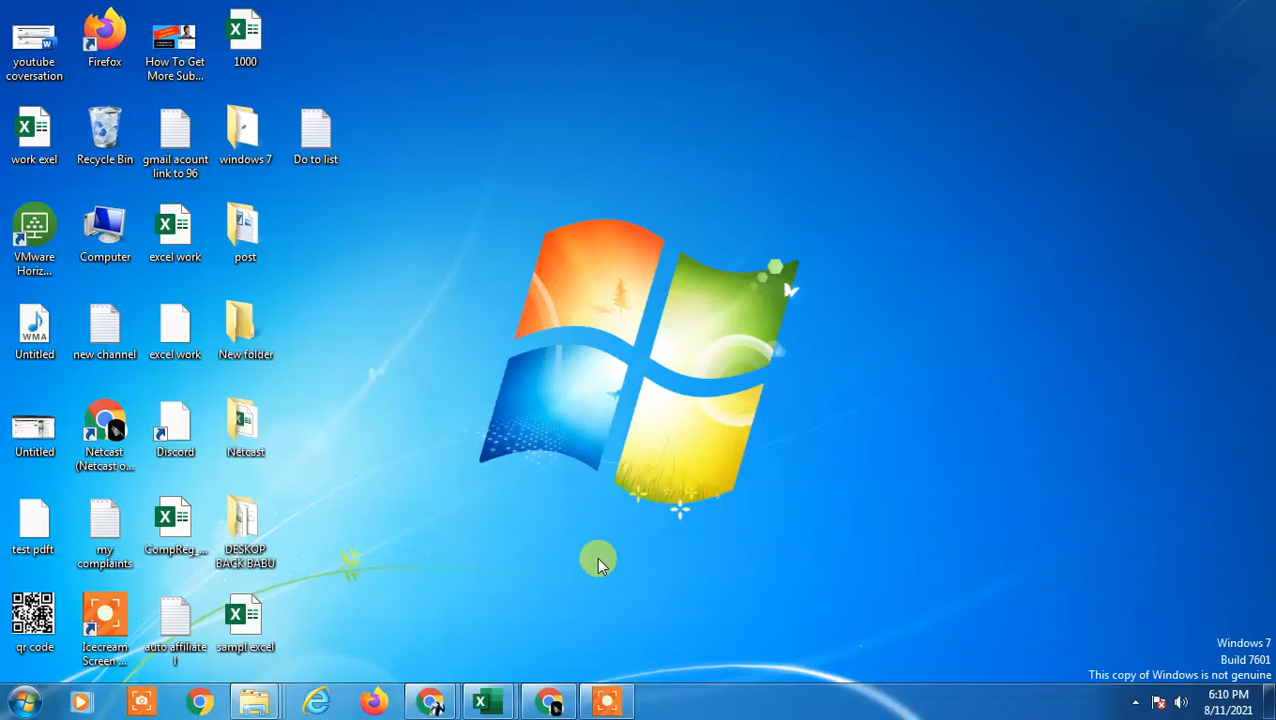 youtube
coversation
Firefox
How To Get
More Sub...
1000
work exel
Recycle Bin
gmail acount
link to 96
windows 7
Do to list
VMware
Horiz...
Computer
excel work
post
WMA
Untitled
new channel
excel work
New folder
Untitled
Netcast
(Netcast o...
Discord
Netcast
test pdft
my
complaints
CompReg_...
DESKOP
BACK BABU
qr code
Icecream
Screen ...
auto affiliate
l
sampl excel
Windows 7
Build 7601
This copy of Windows is not genuine
6:10 PM
8/11/2021